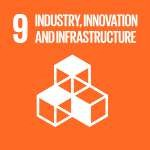 9 INDUSTRY, INNOVATION
AND INFRASTRUCTURE